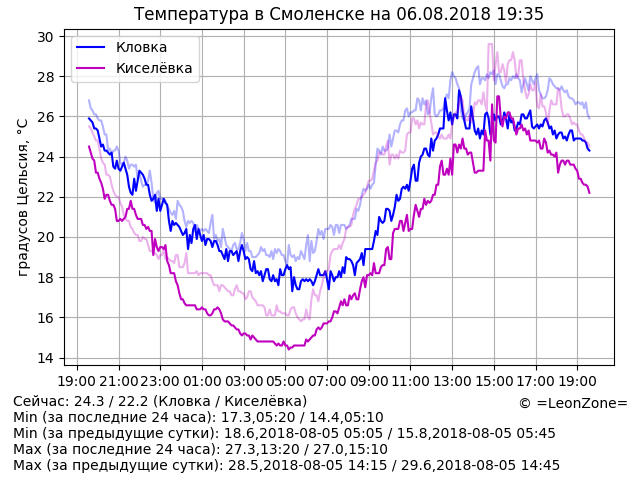 Температура в Смоленске на 06.08.2018 19:35
градусов Цельсия, °C
30
28
26
24
22
20
18
16
14
Кловка
Киселёвка
19:00 21:00 23:00 01:00 03:00 05:00 07:00 09:00 11:00 13:00 15:00 17:00 19:00
Сейчас: 24.3 / 22.2 (Кловка / Киселёвка)
© =LeonZone=
Min (за последние 24 часа): 17.3,05:20 / 14.4,05:10
Min (за предыдущие сутки): 18.6,2018-08-05 05:05 / 15.8,2018-08-05 05:45
Max (за последние 24 часа): 27.3,13:20 / 27.0,15:10
Max (за предыдущие сутки): 28.5,2018-08-05 14:15 / 29.6,2018-08-05 14:45